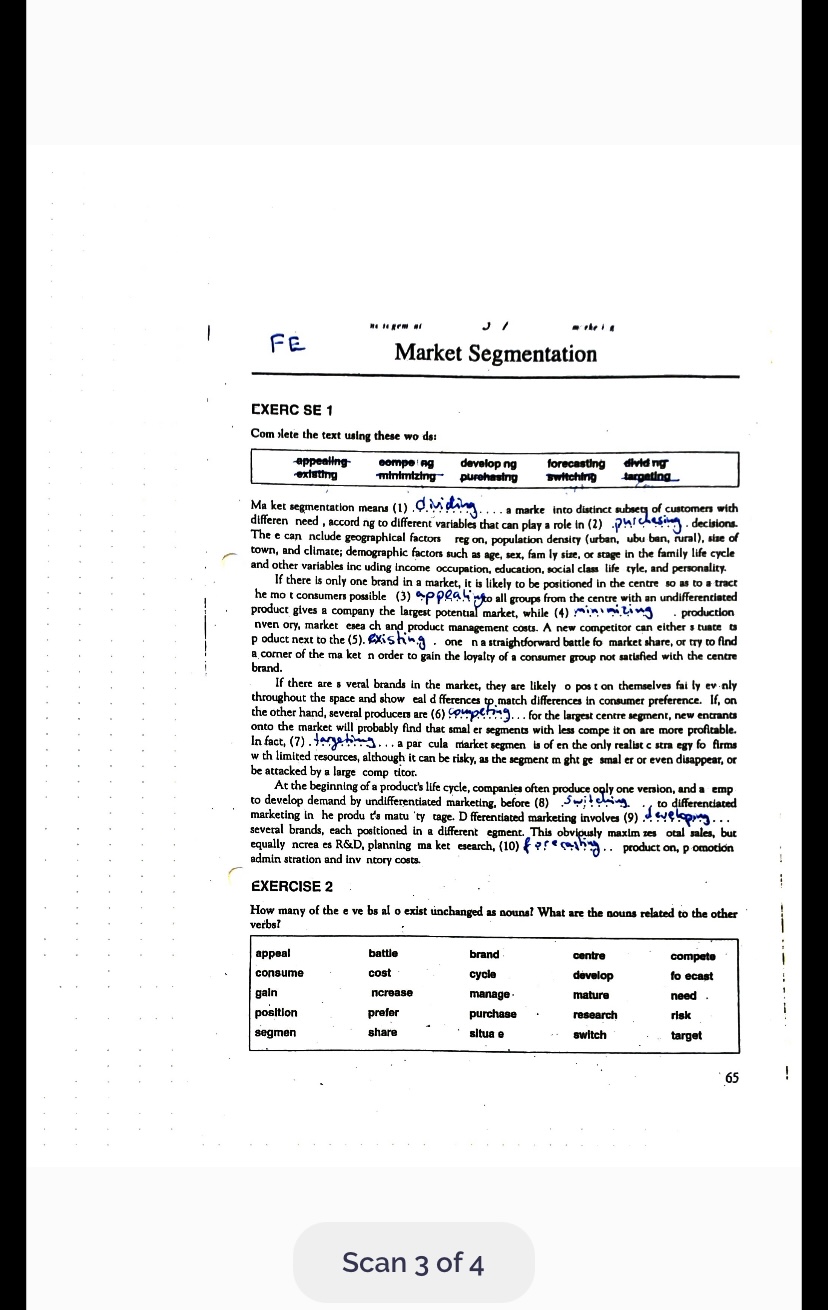 FE
Market Segmentation
EXERC SE 1
Com lete the text using these wo ds:
appealing compe ng develop ng forecasting divid ng
existing minimizing purchasing switching targeting
Ma ket segmentation means (1) .dividing.... a marke into distinct subsets of customers with
differen need , accord ng to different variables that can play a role in (2) .purchesing. decisions.
The e can nclude geographical factors reg on, population density (urban, ubu ban, rural), size of
town, and climate; demographic factors such as age, sex, fam ly size, or stage in the family life cycle
and other variables inc uding income occupation, education, social class life tyle, and personality.
If there is only one brand in a market, it is likely to be positioned in the centre so as to a tract
he mo t consumers possible (3) appealing to all groups from the centre with an undifferentiated
product gives a company the largest potential market, while (4) minimizing . production
nven ory, market esea ch and product management costs. A new competitor can either s tuate ts
p oduct next to the (5). existing . one n a straightforward battle fo market share, or try to find
a corner of the ma ket n order to gain the loyalty of a consumer group not satisfied with the centre
brand.
If there are s veral brands in the market, they are likely o pos t on themselves fai ly ev nly
throughout the space and show eal d fferences to match differences in consumer preference. If, on
the other hand, several producers are (6) competing... for the largest centre segment, new entrants
onto the market will probably find that smal er segments with less compe it on are more profitable.
In fact, (7) .targeting... a par cula market segmen is of en the only realist c stra egy fo firms
w th limited resources, although it can be risky, as the segment m ght ge smal er or even disappear, or
be attacked by a large comp titor.
At the beginning of a product's life cycle, companies often produce only one version, and a emp
to develop demand by undifferentiated marketing, before (8) .switching .. to differentiated
marketing in he produ t's matu 'ty tage. D fferentiated marketing involves (9) developing...
several brands, each positioned in a different egment. This obviously maxim zes otal sales, but
equally ncrea es R&D, planning ma ket esearch, (10) forecasting.. product on, p omotion
admin stration and inv ntory costs.
EXERCISE 2
How many of the e ve bs al o exist unchanged as nouns? What are the nouns related to the other
verbs?
appeal battle brand centre compete
consume cost cycle develop fo ecast
gain ncrease manage mature need
position prefer purchase research risk
segmen share situa e switch target
65
Scan 3 of 4